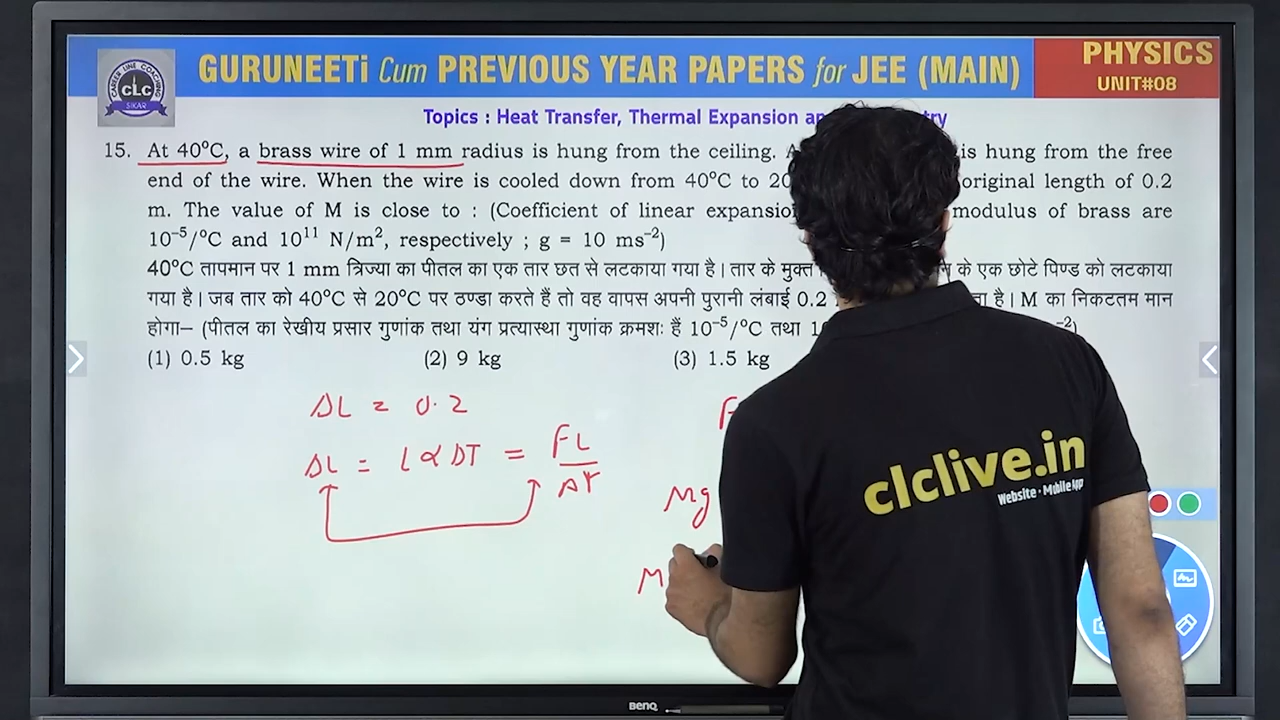 GURUNEETi Cum PREVIOUS YEAR PAPERS for JEE (MAIN)
PHYSICS
UNIT#08
CAREER LINE COACHING
CLC
SIKAR
Topics : Heat Transfer, Thermal Expansion
15. At 40°C, a brass wire of 1 mm radius is hung from the ceiling. is hung from the free
end of the wire. When the wire is cooled down from 40°C to 20 original length of 0.2
m. The value of M is close to : (Coefficient of linear modulus of brass are
10⁻⁵/°C and 10¹¹ N/m², respectively ; g = 10 ms⁻²)
40°C तापमान पर 1 mm त्रिज्या का पीतल का एक तार छत से लटकाया गया है। तार के मुक्त के एक छोटे पिण्ड को लटकाया
गया है। जब तार को 40°C से 20°C पर ठण्डा करते हैं तो वह वापस अपनी पुरानी लंबाई 0.2 है। M का निकटतम मान
होगा– (पीतल का रेखीय प्रसार गुणांक तथा यंग प्रत्यास्था गुणांक क्रमशः हैं 10⁻⁵/°C तथा
(1) 0.5 kg (2) 9 kg (3) 1.5 kg
ΔL = 0.2
ΔL = LαΔT = FL/AY
F
Mg
M
clclive.in
Website · Mobile App
BenQ